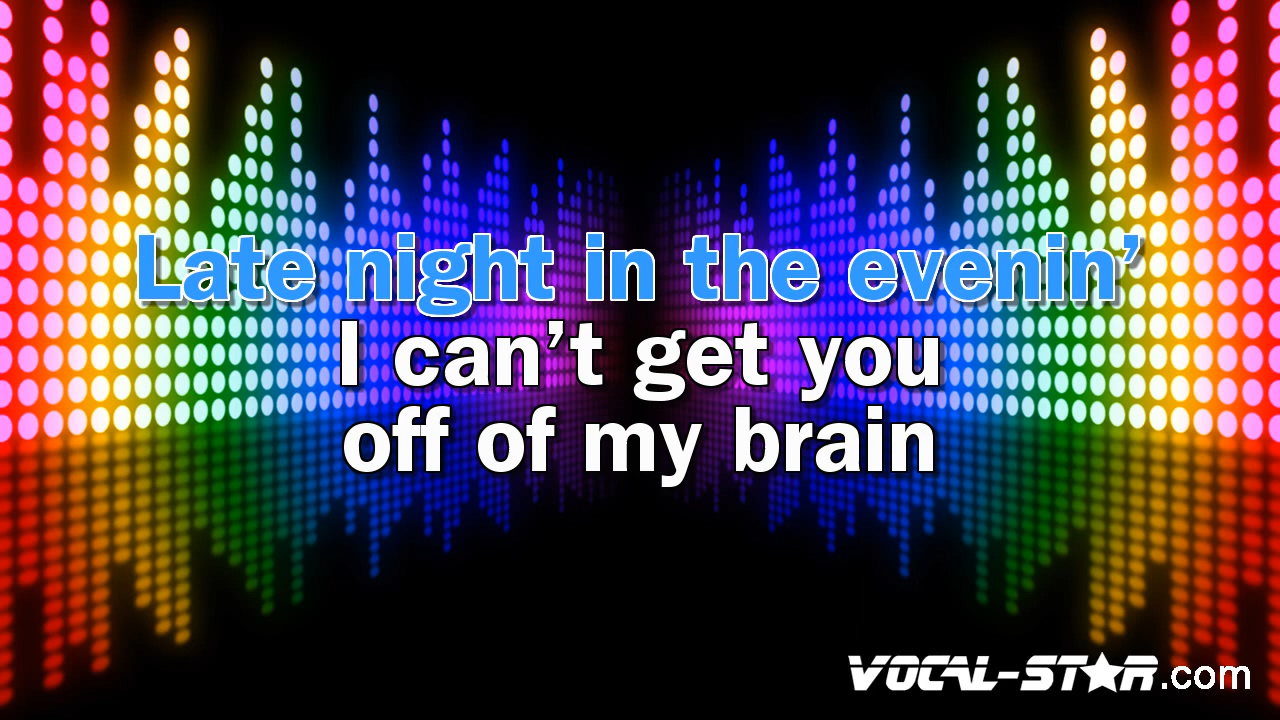 Late night in the evenin’
I can’t get you
off of my brain
VOCAL-STAR.com